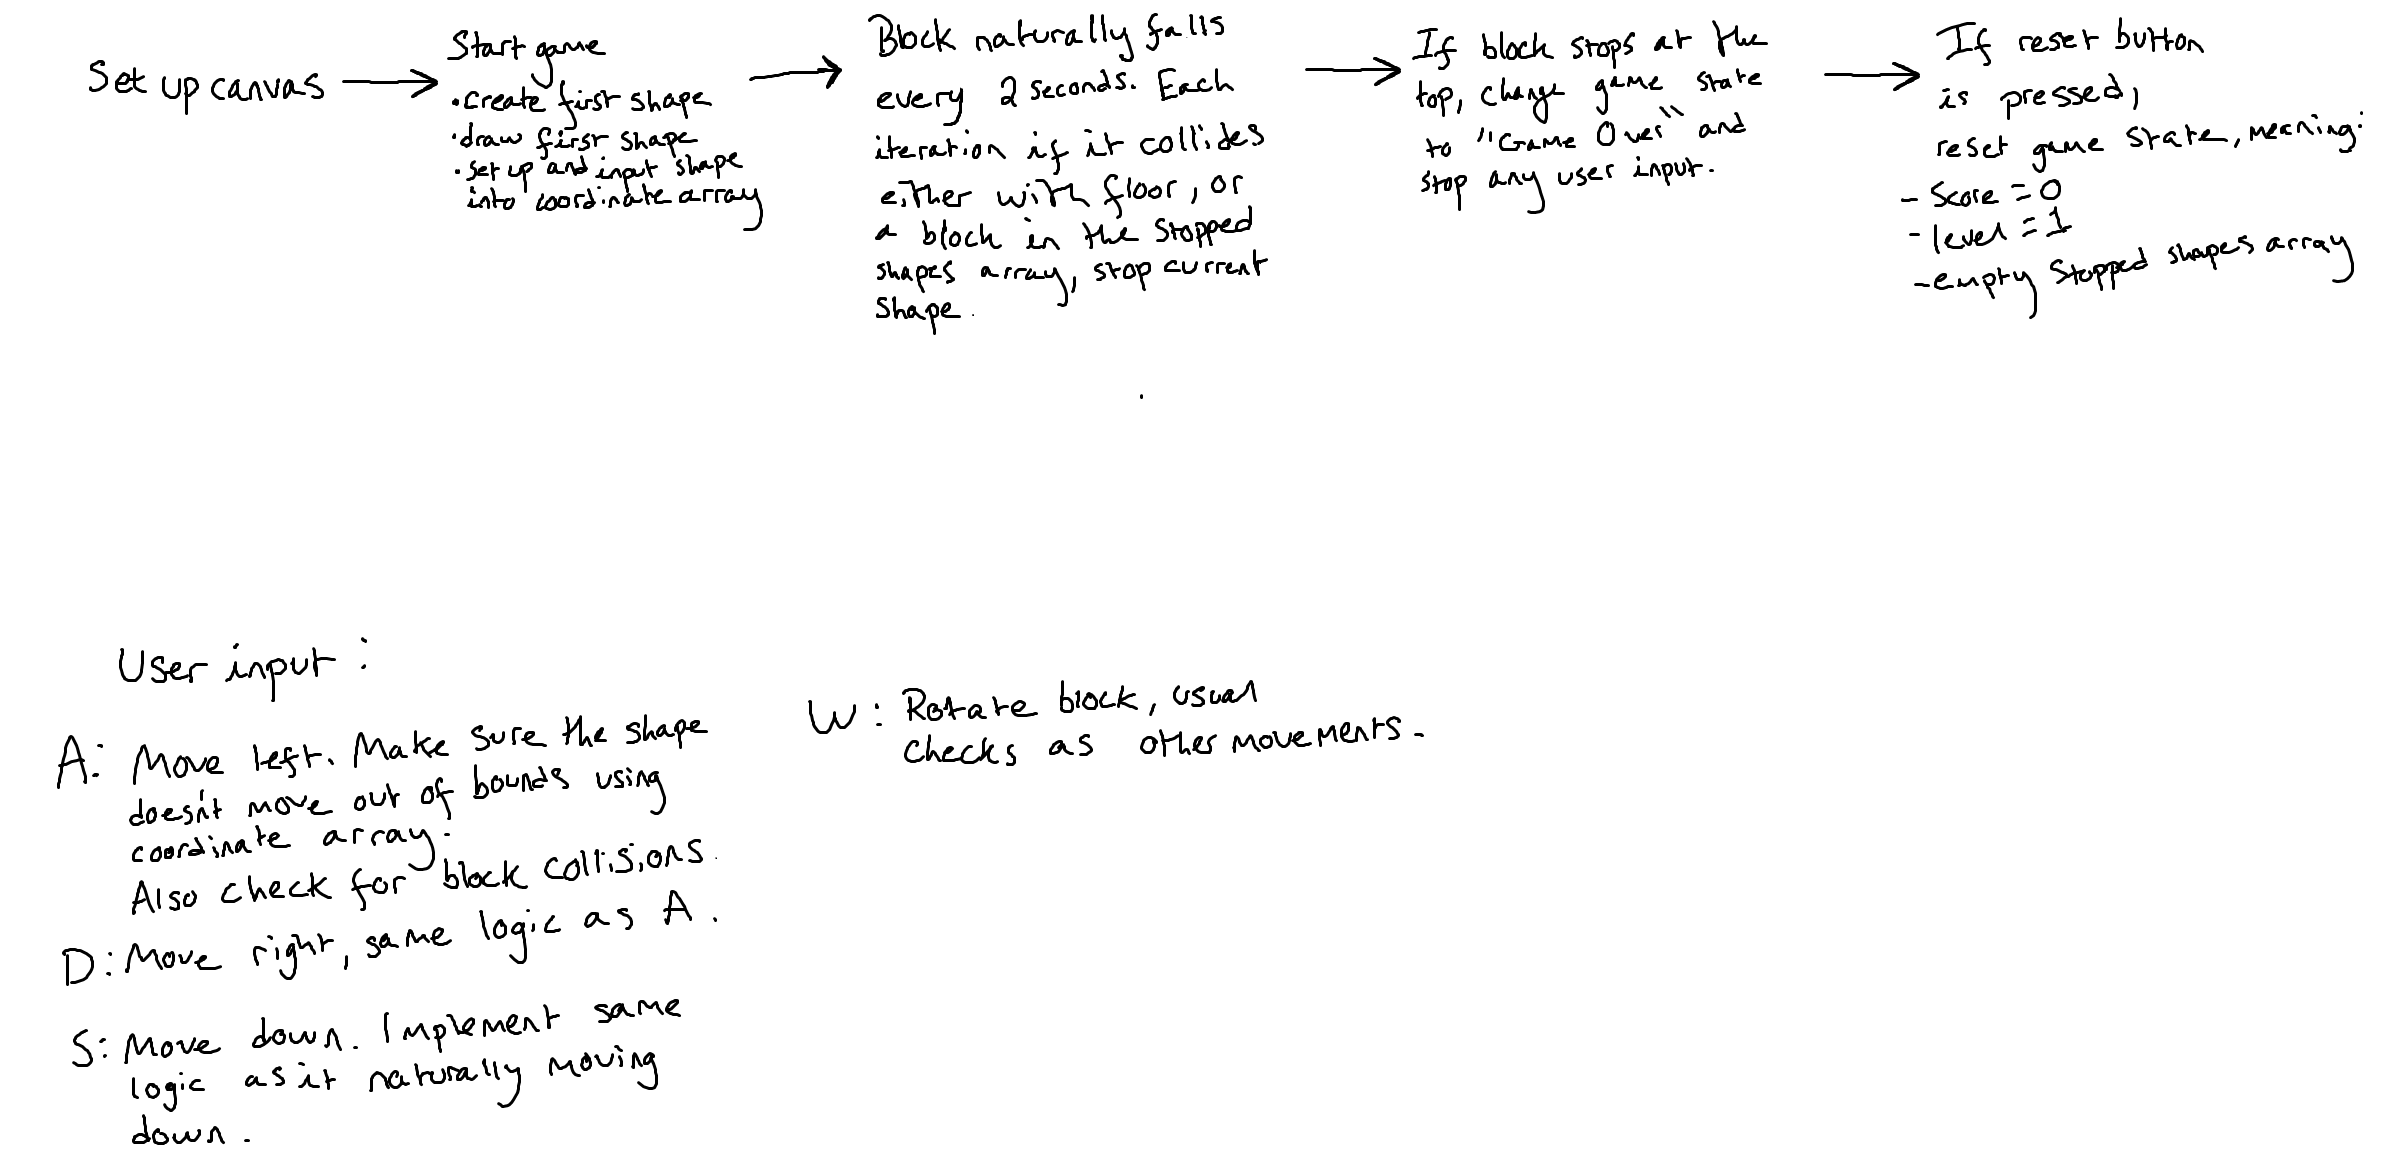 Set up canvas
Start game
• create first shape
• draw first shape
• set up and input shape
into coordinate array
Block naturally falls
every 2 seconds. Each
iteration if it collides
either with floor, or
a block in the stopped
shapes array, stop current
shape.
If block stops at the
top, change game state
to "Game Over" and
stop any user input.
If reset button
is pressed,
reset game state, meaning:
- Score = 0
- level = 1
- empty stopped shapes array
User input:
A: Move left. Make sure the shape
doesn't move out of bounds using
coordinate array.
Also check for block collisions.
D: Move right, same logic as A.
S: Move down. Implement same
logic as it naturally moving
down.
W: Rotate block, usual
checks as other movements.